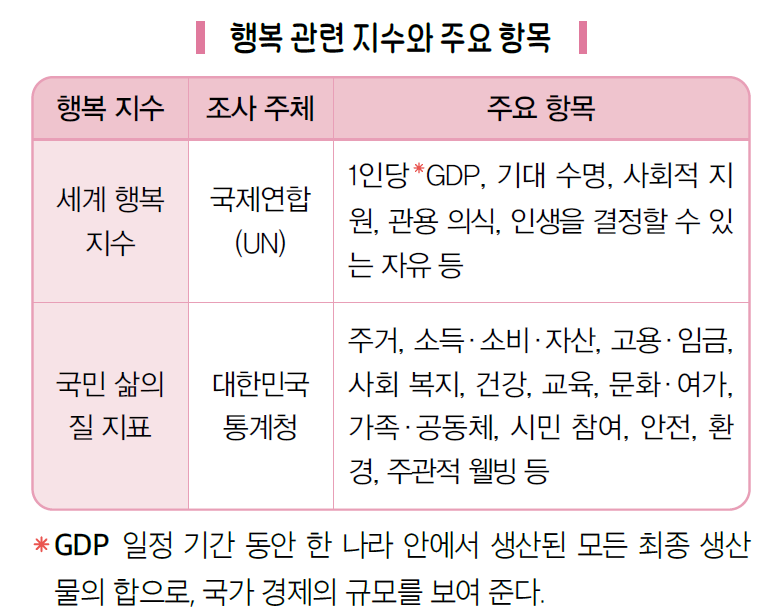 행복 관련 지수와 주요 항목
행복 지수
조사 주체
주요 항목
세계 행복
지수
국제연합
(UN)
1인당 *GDP, 기대 수명, 사회적 지
원, 관용 의식, 인생을 결정할 수 있
는 자유 등
국민 삶의
질 지표
대한민국
통계청
주거, 소득·소비·자산, 고용·임금,
사회 복지, 건강, 교육, 문화·여가,
가족·공동체, 시민 참여, 안전, 환
경, 주관적 웰빙 등
*GDP 일정 기간 동안 한 나라 안에서 생산된 모든 최종 생산
물의 합으로, 국가 경제의 규모를 보여 준다.